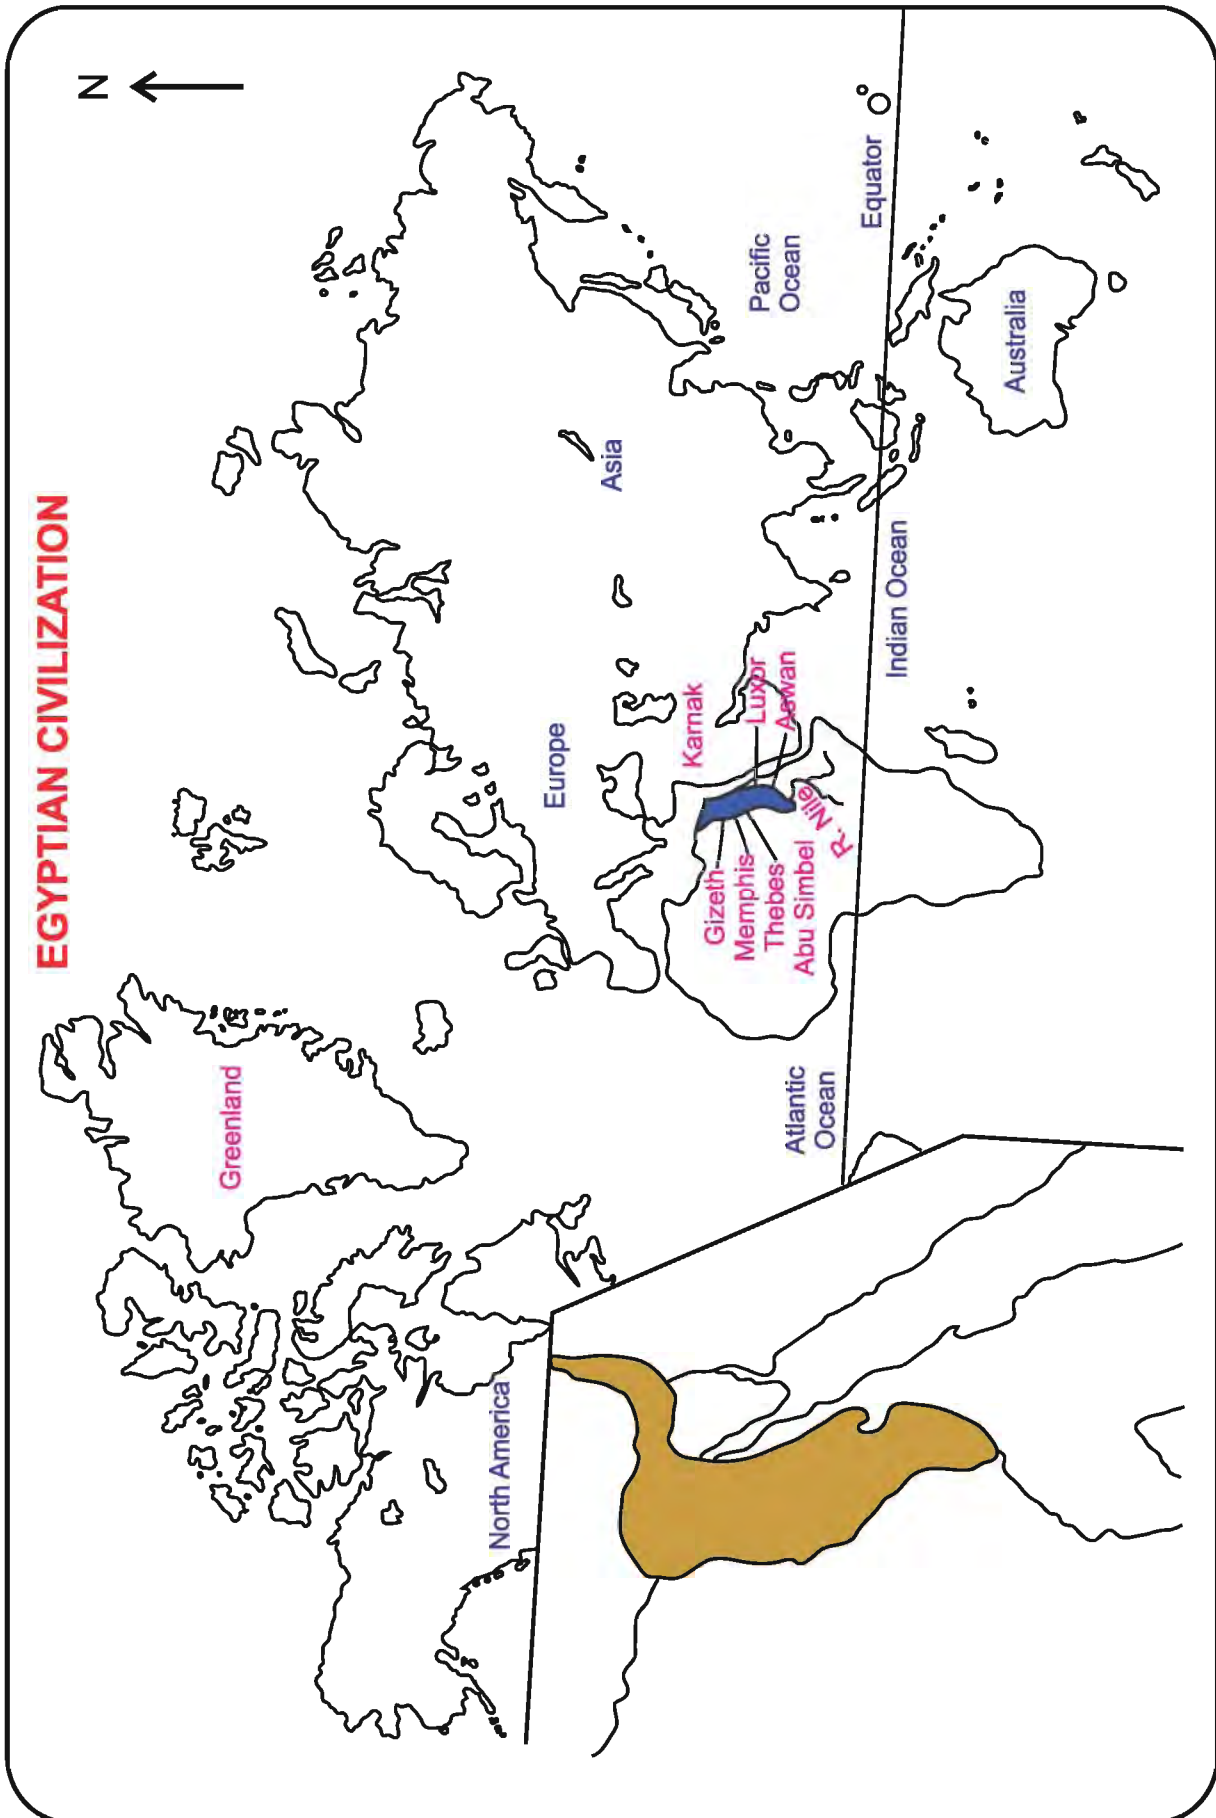 EGYPTIAN CIVILIZATION
N
Greenland
North America
Europe
Asia
Karnak
Luxor
Aswan
Gizeth
Memphis
Thebes
Abu Simbel
R. Nile
Pacific
Ocean
Equator
Atlantic
Ocean
Indian Ocean
Australia